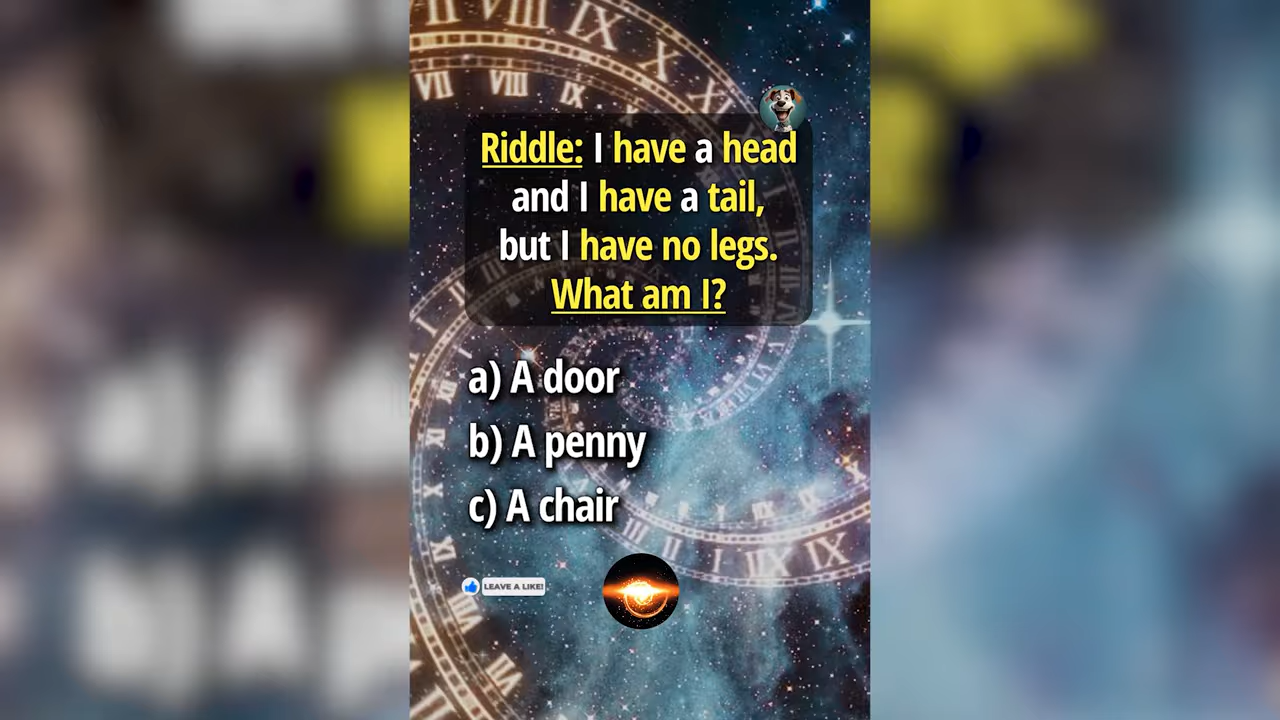 Riddle: I have a head
and I have a tail,
but I have no legs.
What am I?
a) A door
b) A penny
c) A chair
LEAVE A LIKE!